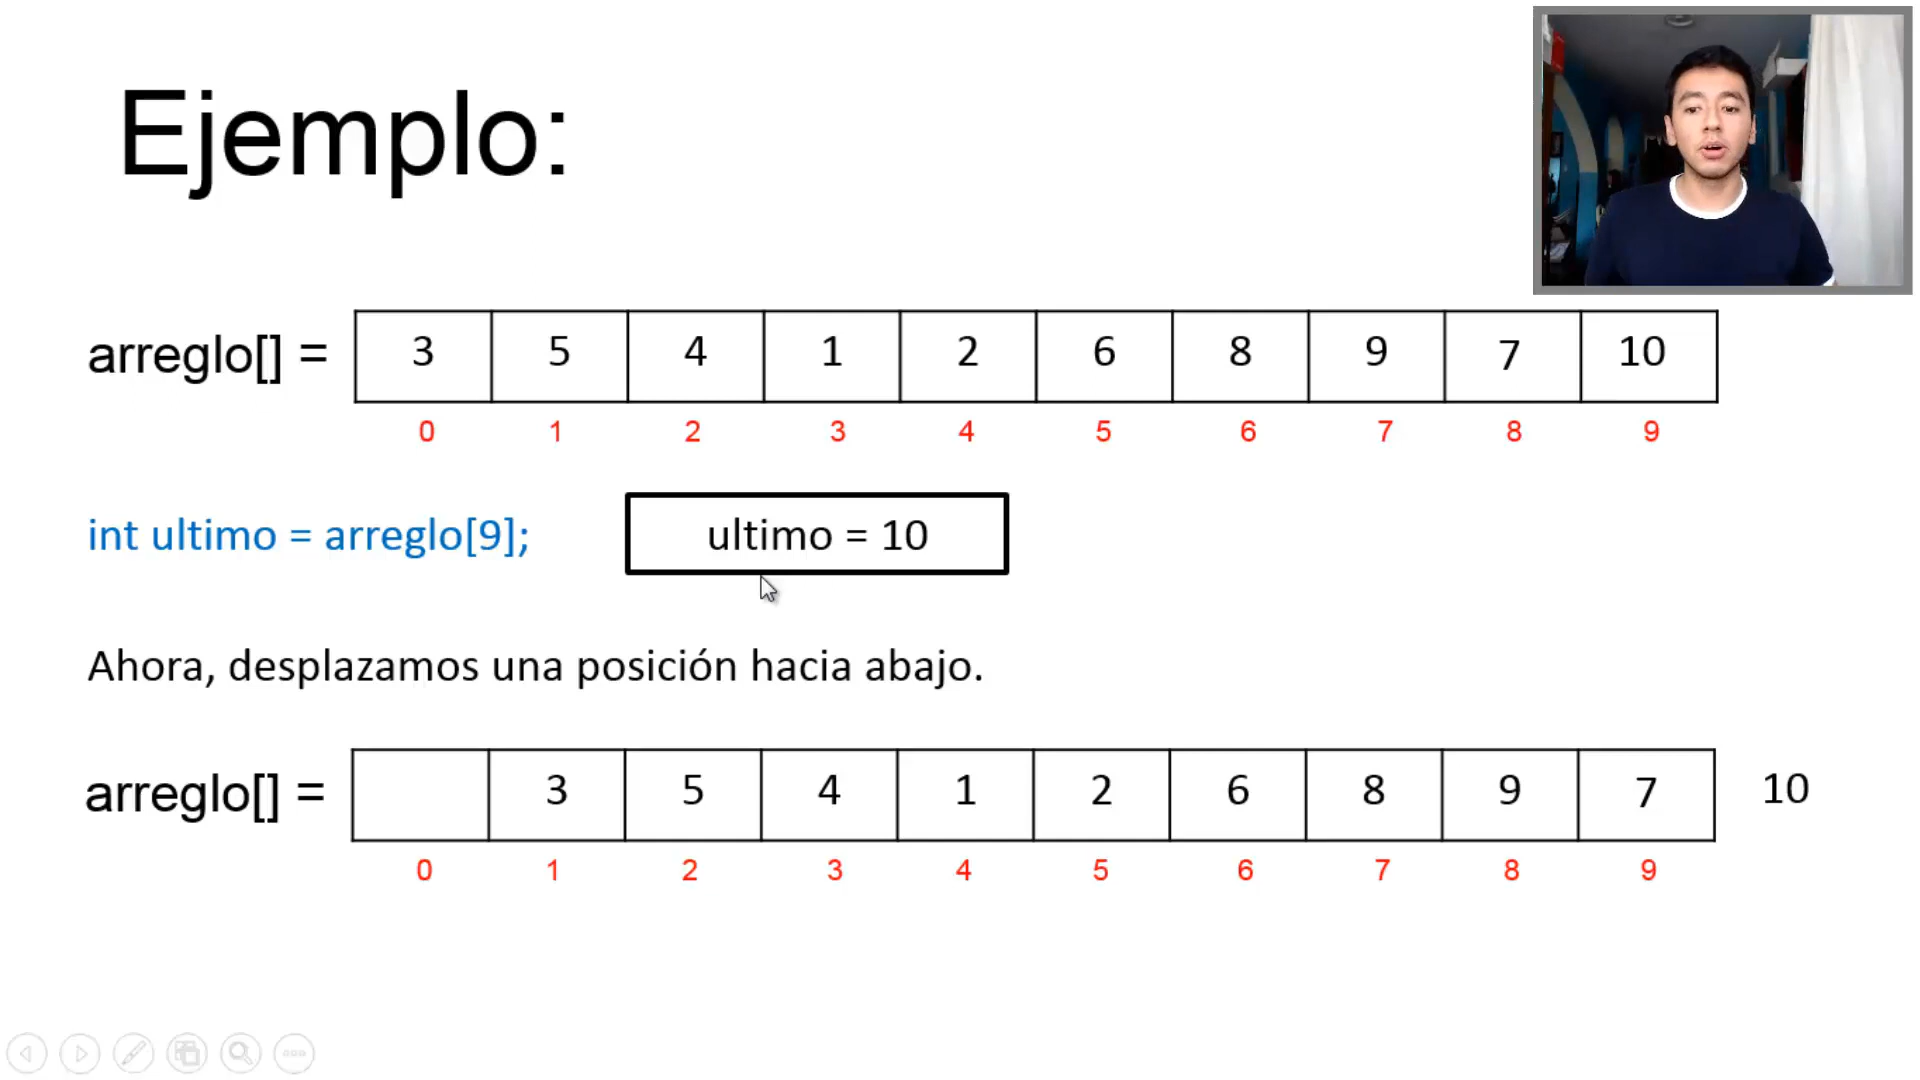 Ejemplo:
arreglo[] = 3 5 4 1 2 6 8 9 7 10
0 1 2 3 4 5 6 7 8 9
int ultimo = arreglo[9]; ultimo = 10
Ahora, desplazamos una posición hacia abajo.
arreglo[] = 3 5 4 1 2 6 8 9 7 10
0 1 2 3 4 5 6 7 8 9